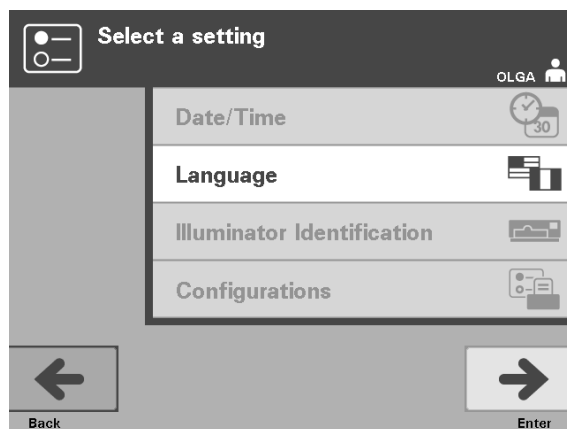 Select a setting
OLGA
Date/Time
30
Language
Illuminator Identification
Configurations
Back
Enter